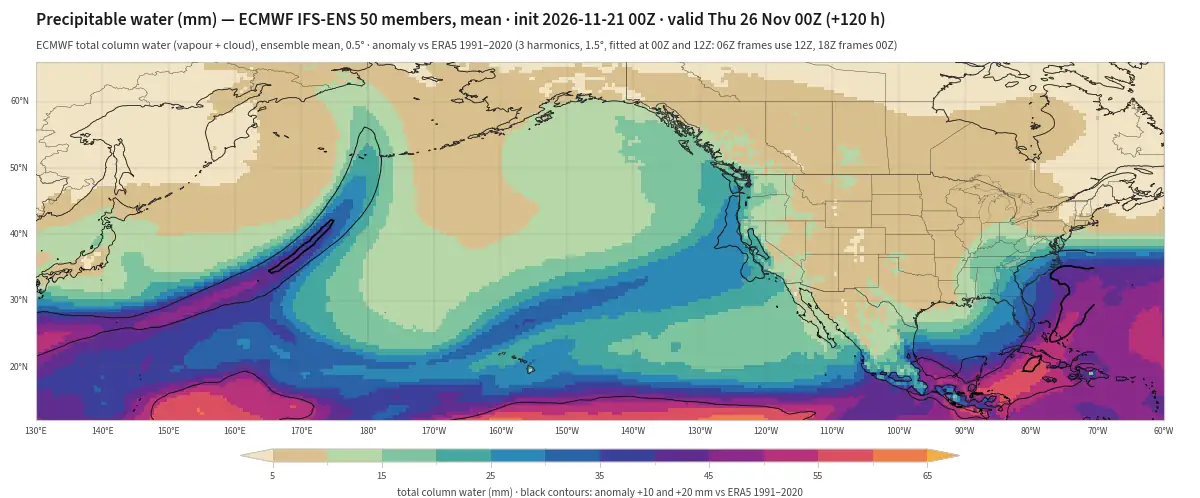 Precipitable water (mm) — ECMWF IFS-ENS 50 members, mean · init 2026-11-21 00Z · valid Thu 26 Nov 00Z (+120 h)
ECMWF total column water (vapour + cloud), ensemble mean, 0.5° · anomaly vs ERA5 1991–2020 (3 harmonics, 1.5°, fitted at 00Z and 12Z: 06Z frames use 12Z, 18Z frames 00Z)
60°N
50°N
40°N
30°N
20°N
130°E 140°E 150°E 160°E 170°E 180° 170°W 160°W 150°W 140°W 130°W 120°W 110°W 100°W 90°W 80°W 70°W 60°W
5 15 25 35 45 55 65
total column water (mm) · black contours: anomaly +10 and +20 mm vs ERA5 1991–2020